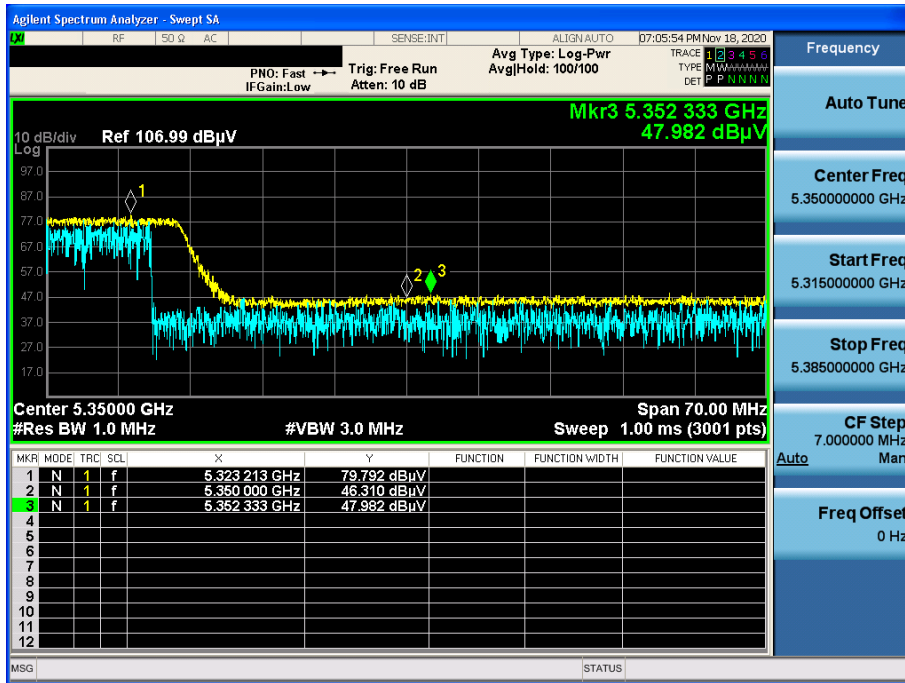 Agilent Spectrum Analyzer - Swept SA
LXI RF 50 Ω AC SENSE:INT ALIGN AUTO 07:05:54 PM Nov 18, 2020
PNO: Fast Trig: Free Run Avg Type: Log-Pwr TRACE 1 2 3 4 5 6
IFGain:Low Atten: 10 dB Avg|Hold: 100/100 TYPE M W
DET P P N N N N
Mkr3 5.352 333 GHz
47.982 dBµV
10 dB/div Ref 106.99 dBµV
Log
97.0
87.0
77.0
67.0
57.0
47.0
37.0
27.0
17.0
1
2 3
Center 5.35000 GHz Span 70.00 MHz
#Res BW 1.0 MHz #VBW 3.0 MHz Sweep 1.00 ms (3001 pts)
MKR MODE TRC SCL X Y FUNCTION FUNCTION WIDTH FUNCTION VALUE
1 N 1 f 5.323 213 GHz 79.792 dBµV
2 N 1 f 5.350 000 GHz 46.310 dBµV
3 N 1 f 5.352 333 GHz 47.982 dBµV
4
5
6
7
8
9
10
11
12
MSG STATUS
Frequency
Auto Tune
Center Freq
5.350000000 GHz
Start Freq
5.315000000 GHz
Stop Freq
5.385000000 GHz
CF Step
7.000000 MHz
Auto Man
Freq Offset
0 Hz